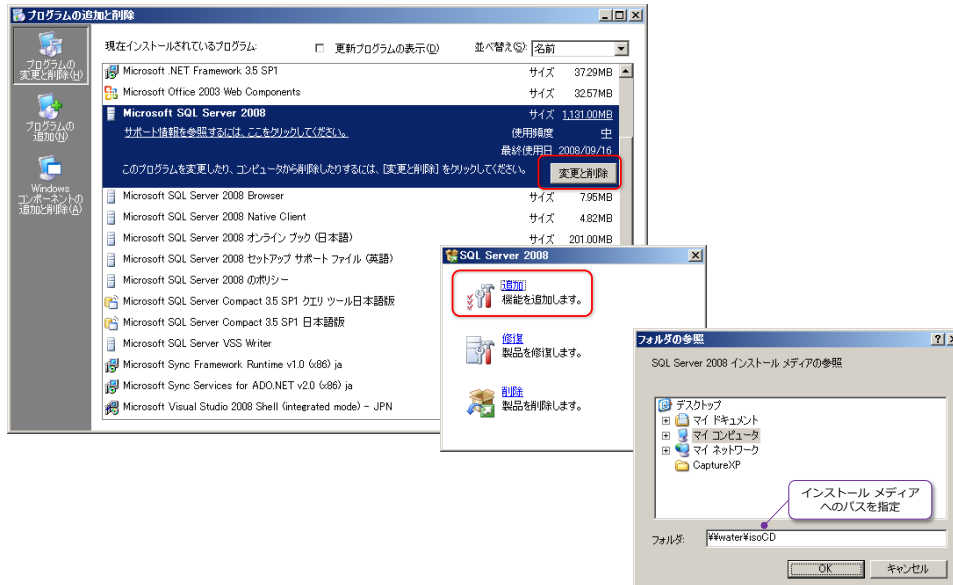 プログラムの追加と削除
プログラムの
変更と削除(H)
プログラムの
追加(N)
Windows
コンポーネントの
追加と削除(A)
現在インストールされているプログラム:
更新プログラムの表示(D)
並べ替え(S): 名前
Microsoft .NET Framework 3.5 SP1 サイズ 37.29MB
Microsoft Office 2003 Web Components サイズ 32.57MB
Microsoft SQL Server 2008 サイズ 1,131.00MB
サポート情報を参照するには、ここをクリックしてください。 使用頻度 中
最終使用日 2008/09/16
このプログラムを変更したり、コンピュータから削除したりするには、[変更と削除] をクリックしてください。 変更と削除
Microsoft SQL Server 2008 Browser サイズ 7.95MB
Microsoft SQL Server 2008 Native Client サイズ 4.82MB
Microsoft SQL Server 2008 オンライン ブック (日本語) サイズ 201.00MB
Microsoft SQL Server 2008 セットアップ サポート ファイル (英語)
Microsoft SQL Server 2008 のポリシー
Microsoft SQL Server Compact 3.5 SP1 クエリ ツール日本語版
Microsoft SQL Server Compact 3.5 SP1 日本語版
Microsoft SQL Server VSS Writer
Microsoft Sync Framework Runtime v1.0 (x86) ja
Microsoft Sync Services for ADO.NET v2.0 (x86) ja
Microsoft Visual Studio 2008 Shell (integrated mode) - JPN
SQL Server 2008
追加
機能を追加します。
修復
製品を修復します。
削除
製品を削除します。
フォルダの参照
SQL Server 2008 インストール メディアの参照
デスクトップ
マイ ドキュメント
マイ コンピュータ
マイ ネットワーク
CaptureXP
インストール メディア
へのパスを指定
フォルダ: ¥¥water¥isoCD
OK キャンセル